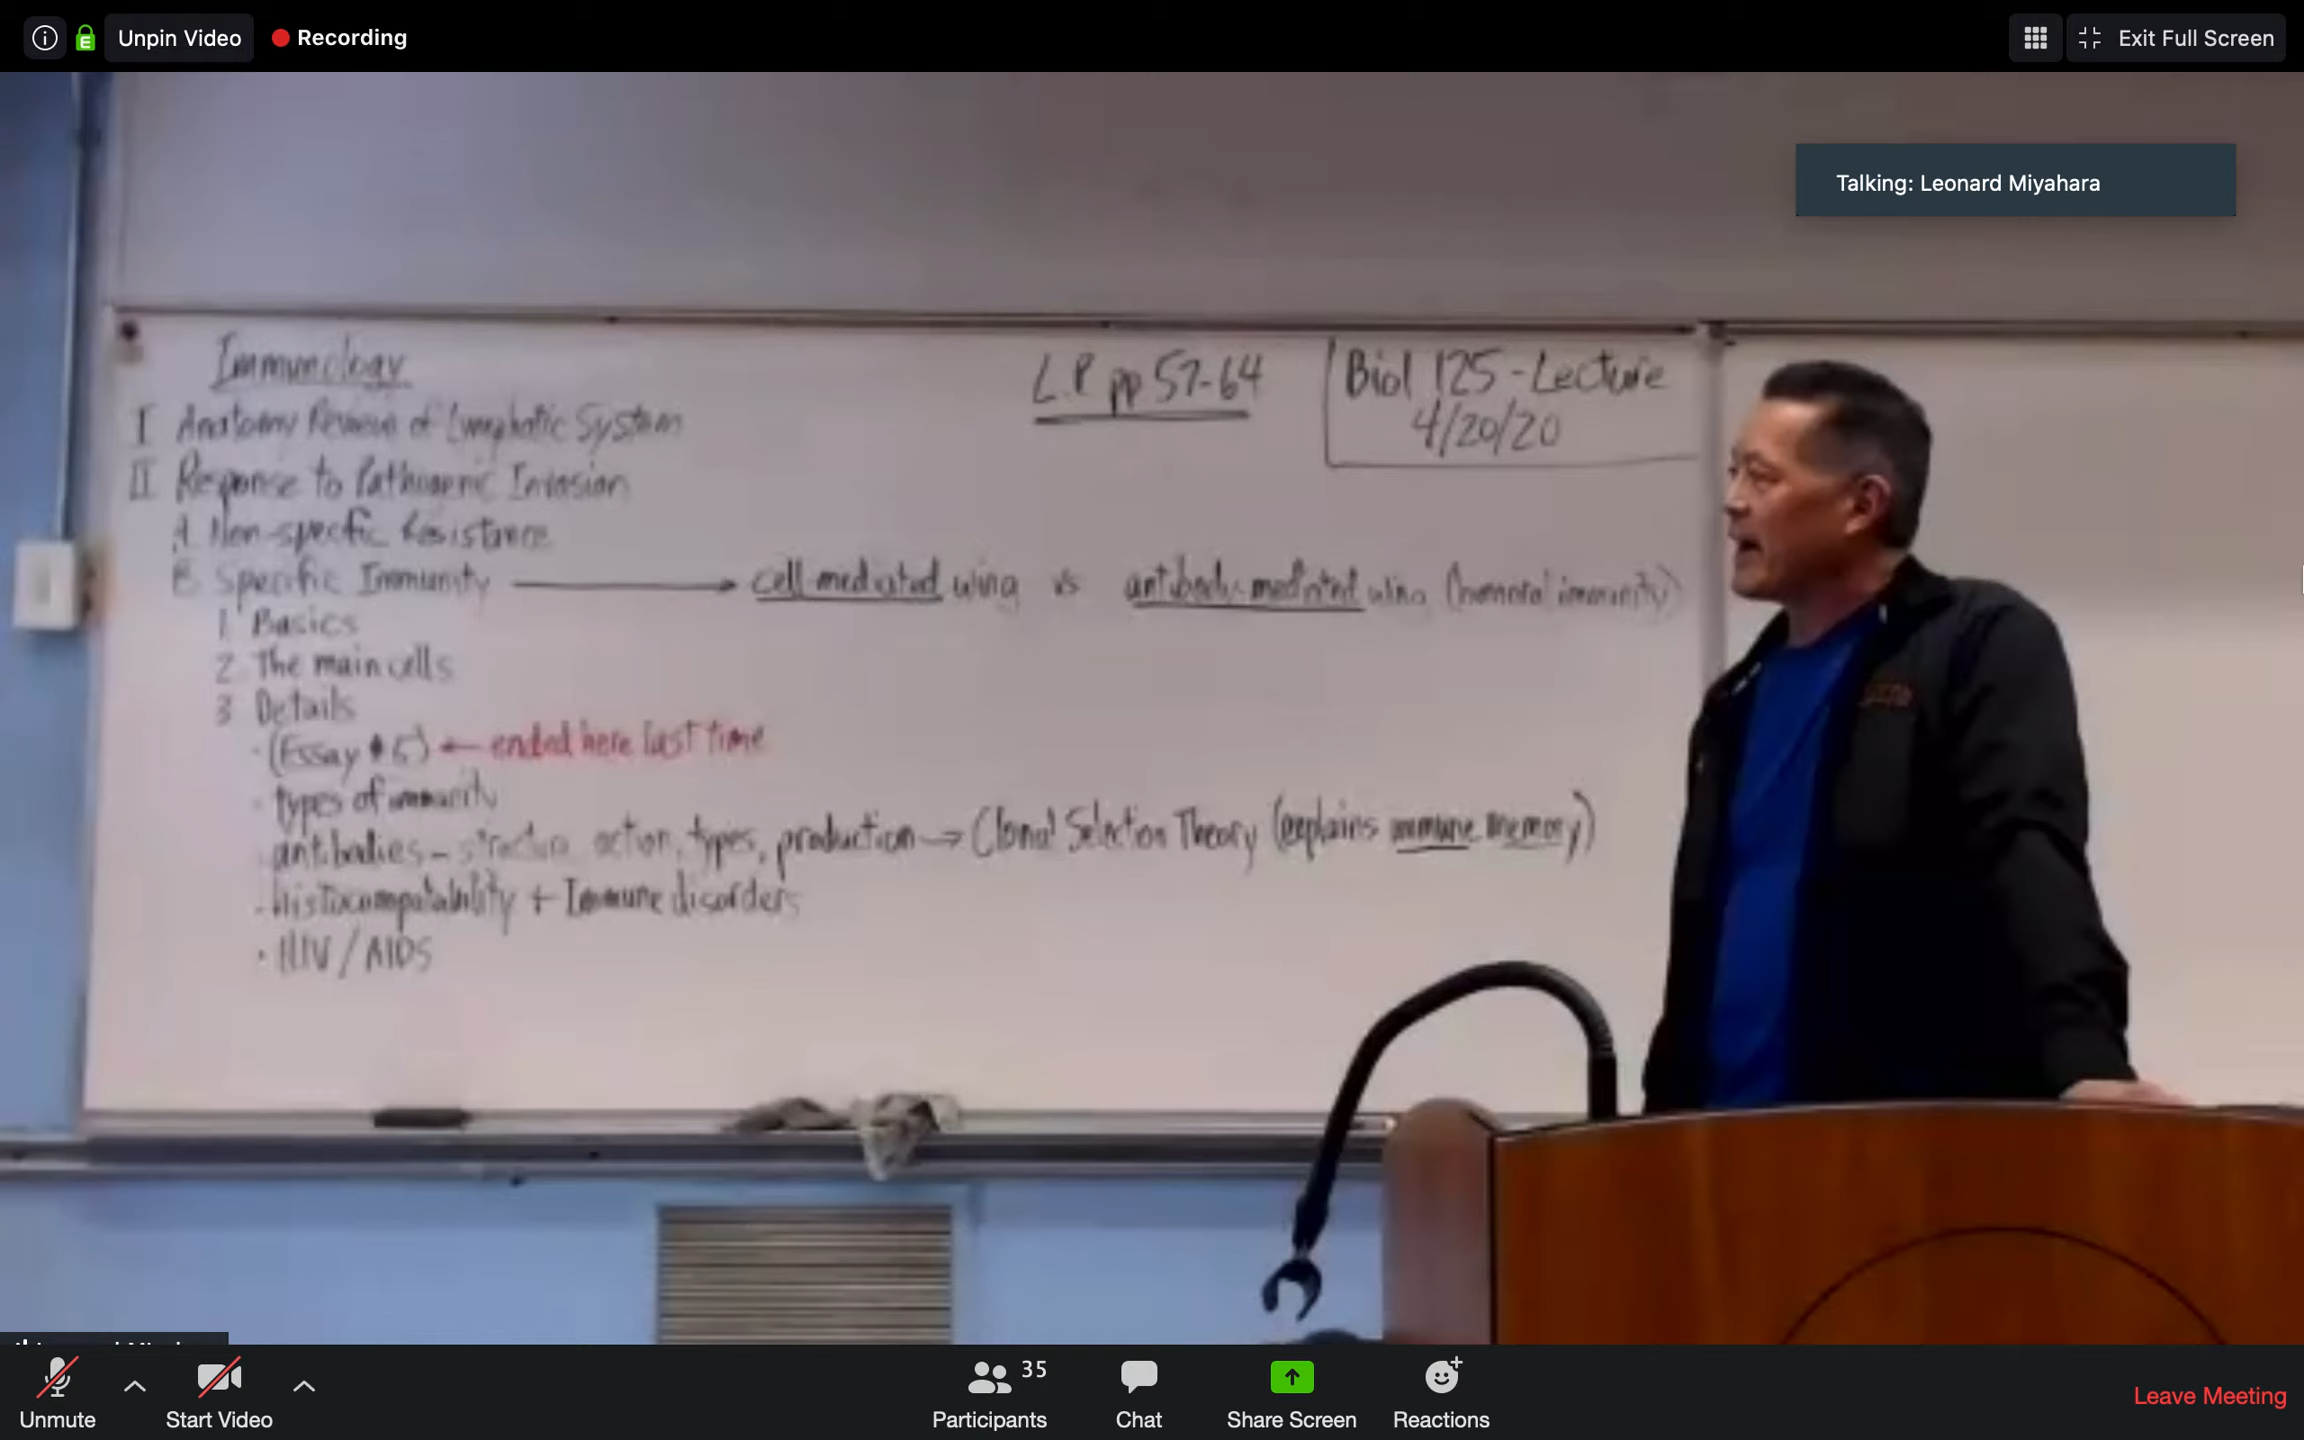 Unpin Video
Recording
Exit Full Screen
Talking: Leonard Miyahara
Immunology
L.P. pp 57-64
Biol 125 - Lecture
4/20/20
I Anatomy Review of Lymphatic System
II Response to Pathogenic Invasion
A. Non-specific Resistance
B. Specific Immunity → cell-mediated wing vs antibody-mediated wing (humoral immunity)
1. Basics
2. The main cells
3. Details
· (Essay #5) ← ended here last time
· types of immunity
· antibodies - structure, action, types, production → Clonal Selection Theory (explains immune memory)
· histocompatability + Immune disorders
· HIV / AIDS
Unmute
Start Video
35
Participants
Chat
Share Screen
Reactions
Leave Meeting